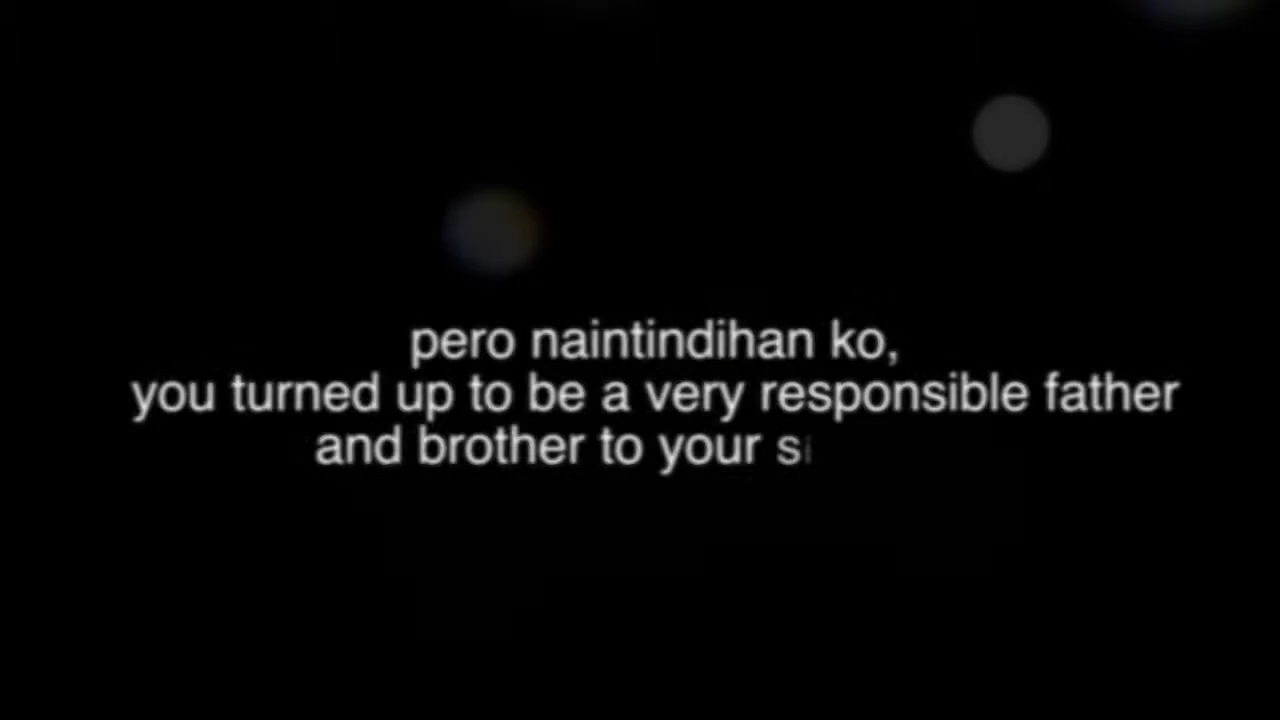 pero naintindihan ko,
you turned up to be a very responsible father
and brother to your